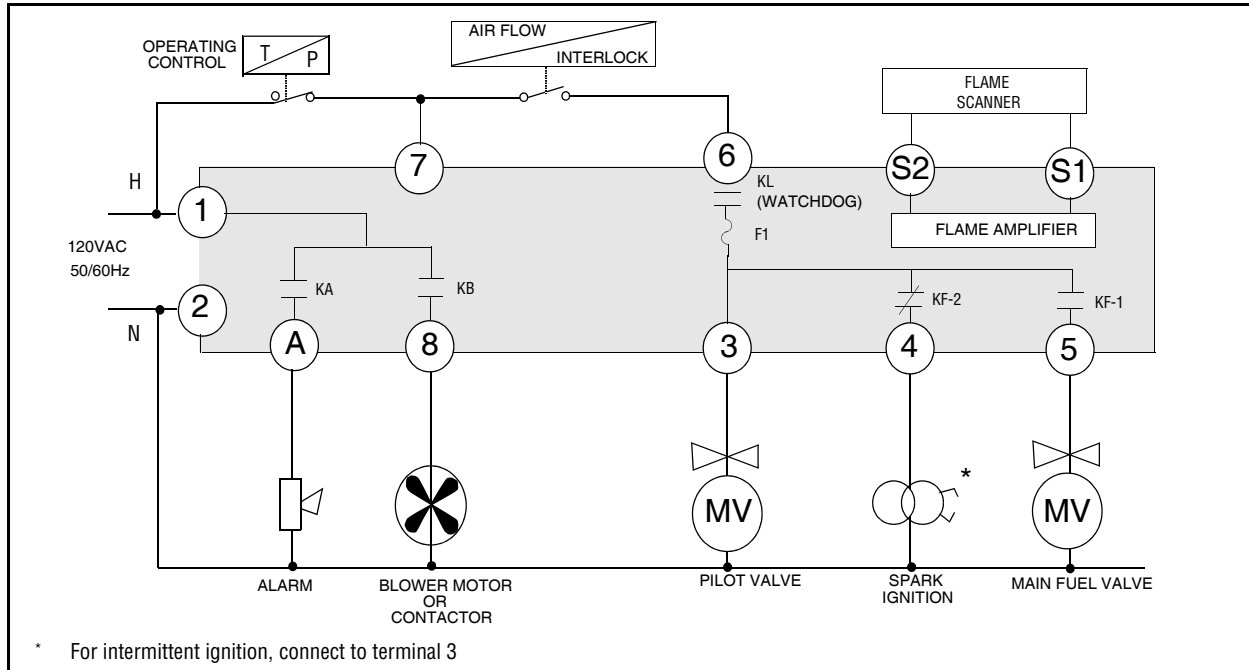 OPERATING
CONTROL
T
P
AIR FLOW
INTERLOCK
FLAME
SCANNER
7
6
S2
S1
H
1
KL
(WATCHDOG)
F1
FLAME AMPLIFIER
120VAC
50/60Hz
2
N
KA
KB
KF-2
KF-1
A
8
3
4
5
MV
*
MV
ALARM
BLOWER MOTOR
OR
CONTACTOR
PILOT VALVE
SPARK
IGNITION
MAIN FUEL VALVE
* For intermittent ignition, connect to terminal 3